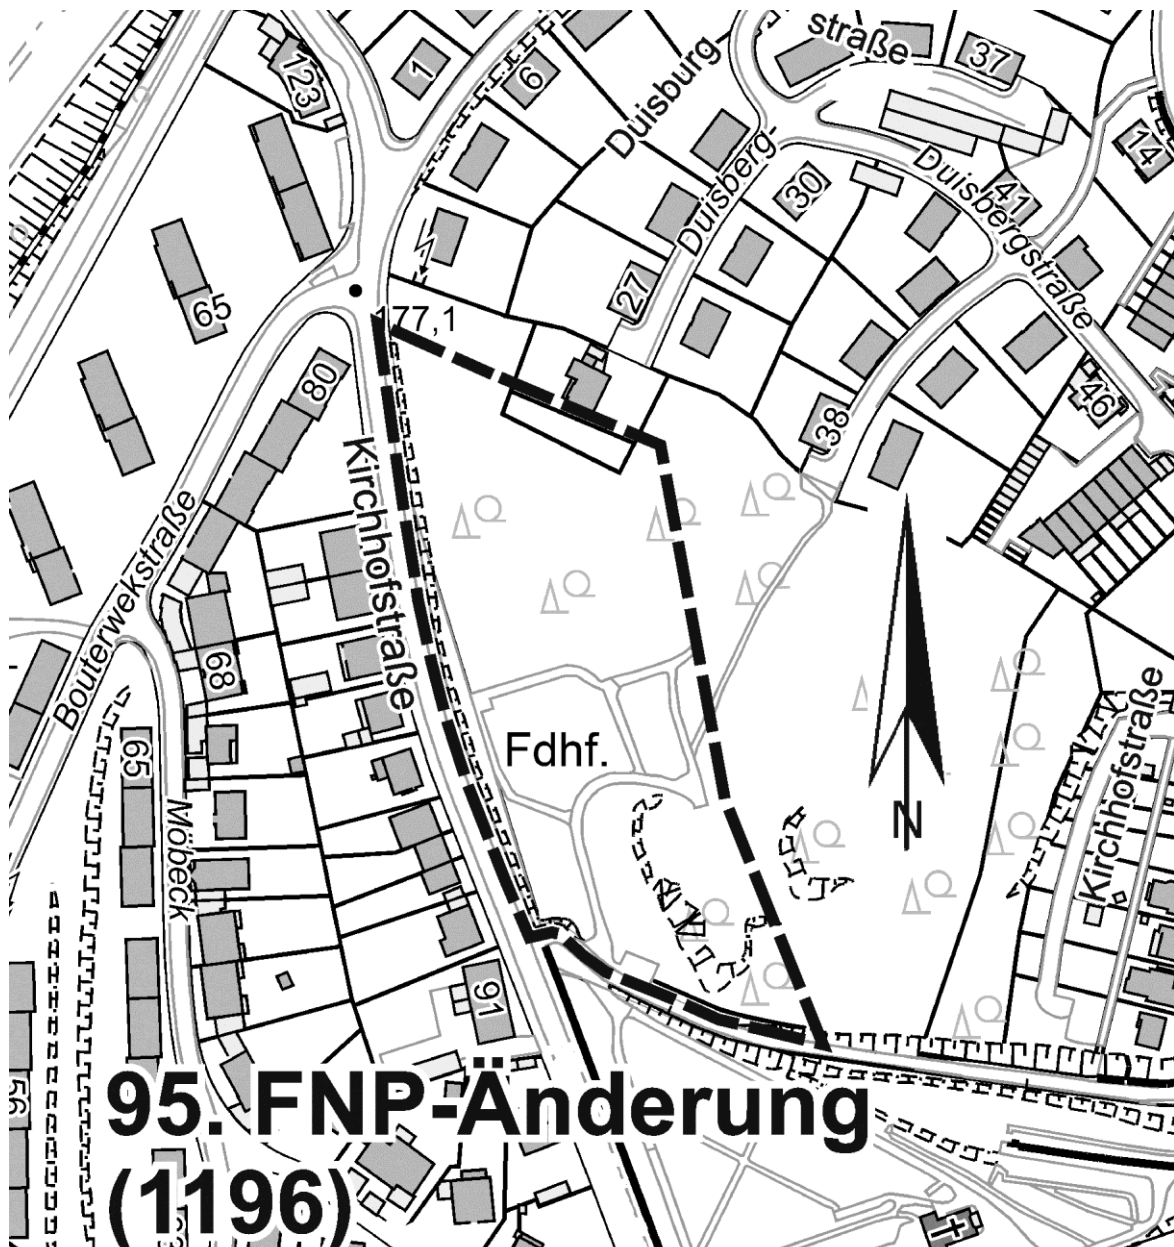 straße
37
123
1
6
Duisburg
14
Duisberg-
30
Duisbergstraße
41
27
65
177,1
80
38
46
Kirchhofstraße
Bouterwekstraße
68
Fdhf.
65
Möbeck
Kirchhofstraße
N
91
56
95. FNP-Änderung
(1196)